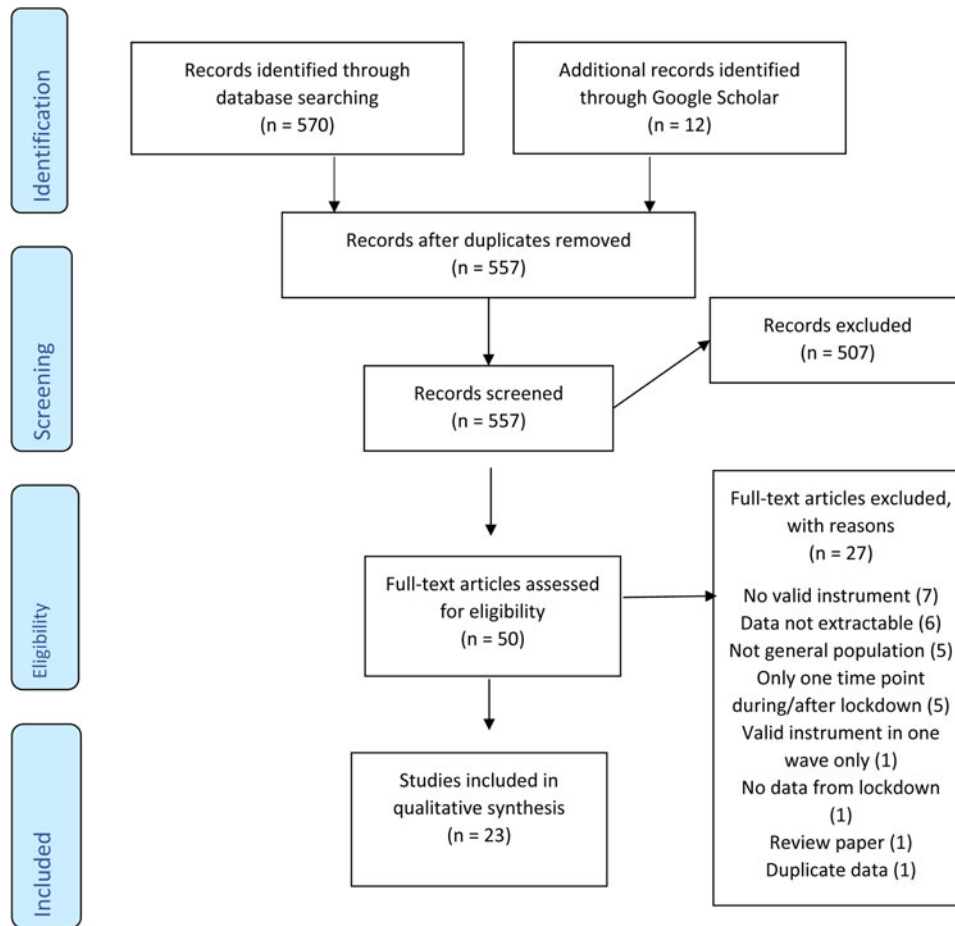 Identification
Records identified through
database searching
(n = 570)
Additional records identified
through Google Scholar
(n = 12)
Records after duplicates removed
(n = 557)
Screening
Records excluded
(n = 507)
Records screened
(n = 557)
Eligibility
Full-text articles assessed
for eligibility
(n = 50)
Full-text articles excluded,
with reasons
(n = 27)
No valid instrument (7)
Data not extractable (6)
Not general population (5)
Only one time point
during/after lockdown (5)
Valid instrument in one
wave only (1)
No data from lockdown
(1)
Review paper (1)
Duplicate data (1)
Included
Studies included in
qualitative synthesis
(n = 23)